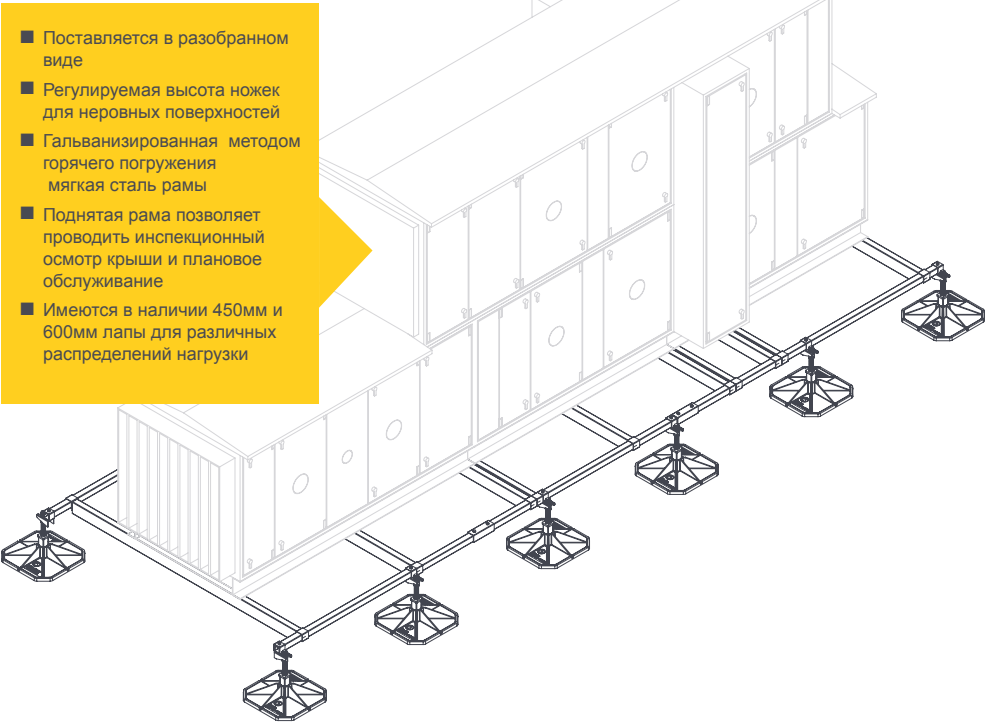 Поставляется в разобранном
виде
Регулируемая высота ножек
для неровных поверхностей
Гальванизированная методом
горячего погружения
мягкая сталь рамы
Поднятая рама позволяет
проводить инспекционный
осмотр крыши и плановое
обслуживание
Имеются в наличии 450мм и
600мм лапы для различных
распределений нагрузки